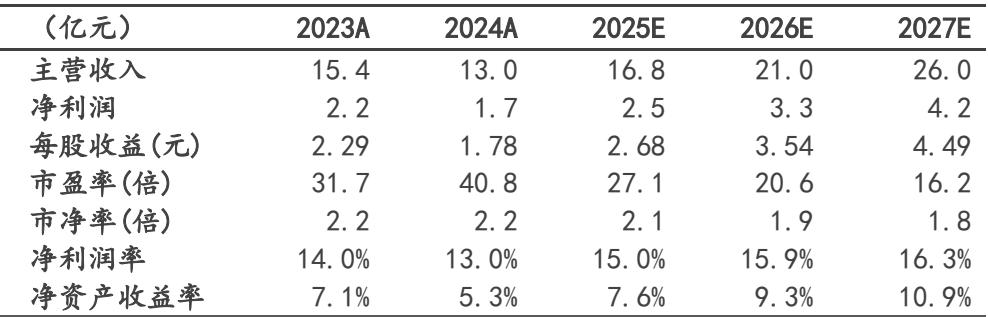 （亿元） 2023A 2024A 2025E 2026E 2027E
主营收入 15.4 13.0 16.8 21.0 26.0
净利润 2.2 1.7 2.5 3.3 4.2
每股收益(元) 2.29 1.78 2.68 3.54 4.49
市盈率(倍) 31.7 40.8 27.1 20.6 16.2
市净率(倍) 2.2 2.2 2.1 1.9 1.8
净利润率 14.0% 13.0% 15.0% 15.9% 16.3%
净资产收益率 7.1% 5.3% 7.6% 9.3% 10.9%